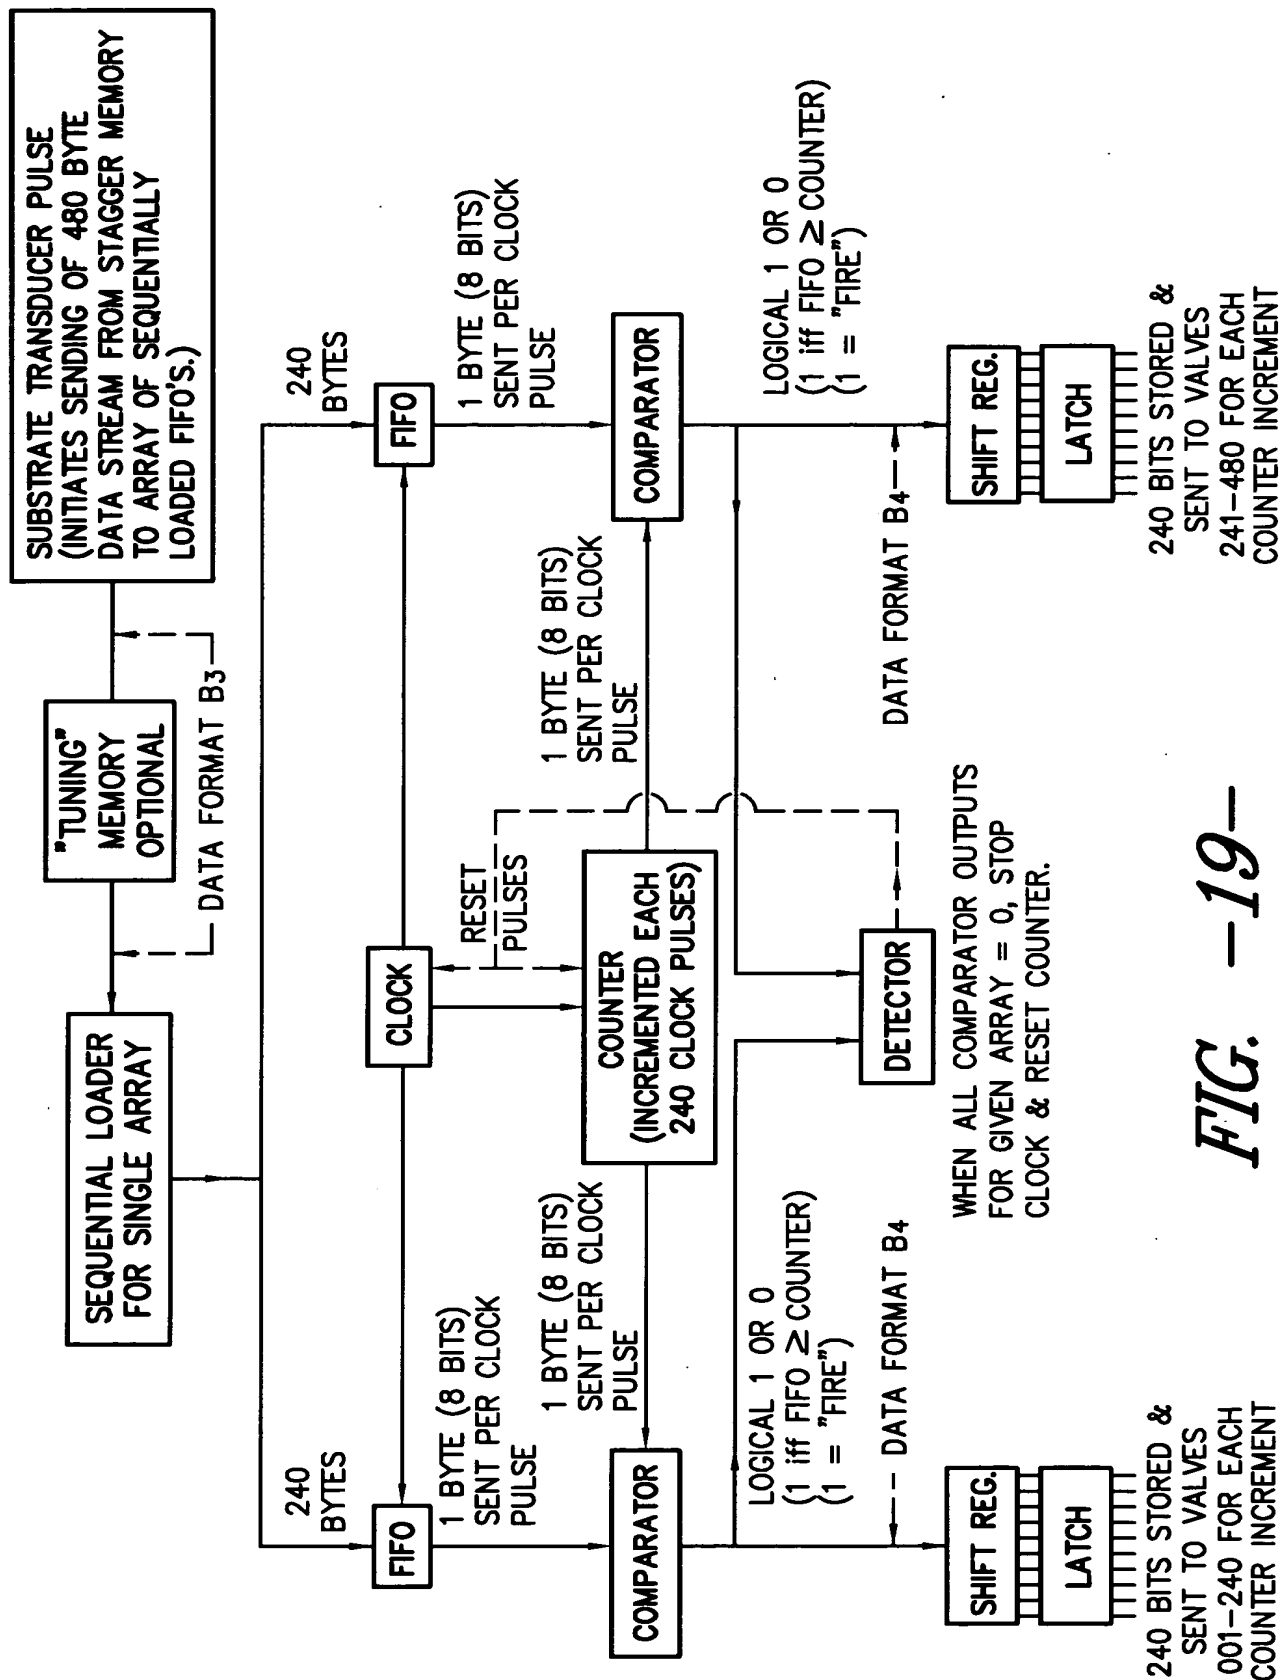 SUBSTRATE TRANSDUCER PULSE
(INITIATES SENDING OF 480 BYTE
DATA STREAM FROM STAGGER MEMORY
TO ARRAY OF SEQUENTIALLY
LOADED FIFO'S.)
"TUNING"
MEMORY
OPTIONAL
SEQUENTIAL LOADER
FOR SINGLE ARRAY
DATA FORMAT B3
240
BYTES
240
BYTES
FIFO
CLOCK
FIFO
1 BYTE (8 BITS)
SENT PER CLOCK
PULSE
RESET
PULSES
1 BYTE (8 BITS)
SENT PER CLOCK
PULSE
1 BYTE (8 BITS)
SENT PER CLOCK
PULSE
1 BYTE (8 BITS)
SENT PER CLOCK
PULSE
COMPARATOR
COUNTER
(INCREMENTED EACH
240 CLOCK PULSES)
COMPARATOR
LOGICAL 1 OR 0
(1 iff FIFO ≥ COUNTER)
(1 = "FIRE")
LOGICAL 1 OR 0
(1 iff FIFO ≥ COUNTER)
(1 = "FIRE")
DETECTOR
DATA FORMAT B4
DATA FORMAT B4
WHEN ALL COMPARATOR OUTPUTS
FOR GIVEN ARRAY = 0, STOP
CLOCK & RESET COUNTER.
SHIFT REG.
LATCH
SHIFT REG.
LATCH
240 BITS STORED &
SENT TO VALVES
001-240 FOR EACH
COUNTER INCREMENT
240 BITS STORED &
SENT TO VALVES
241-480 FOR EACH
COUNTER INCREMENT
FIG. -19-